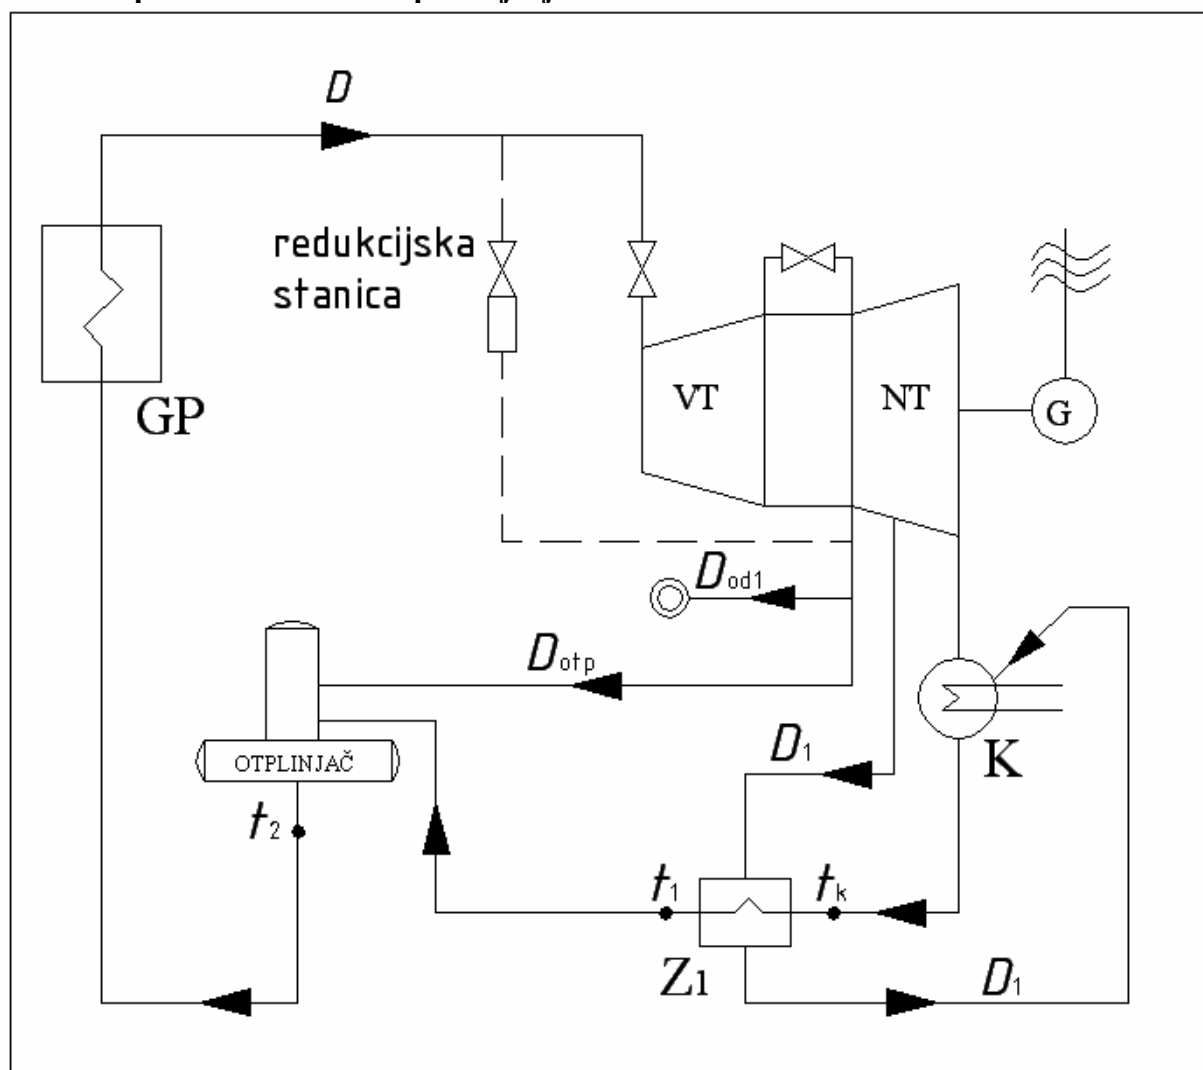 D
redukcijska
stanica
GP
VT
NT
G
Dod1
Dotp
OTPLINJAČ
D1
K
t2
t1
tk
Z1
D1